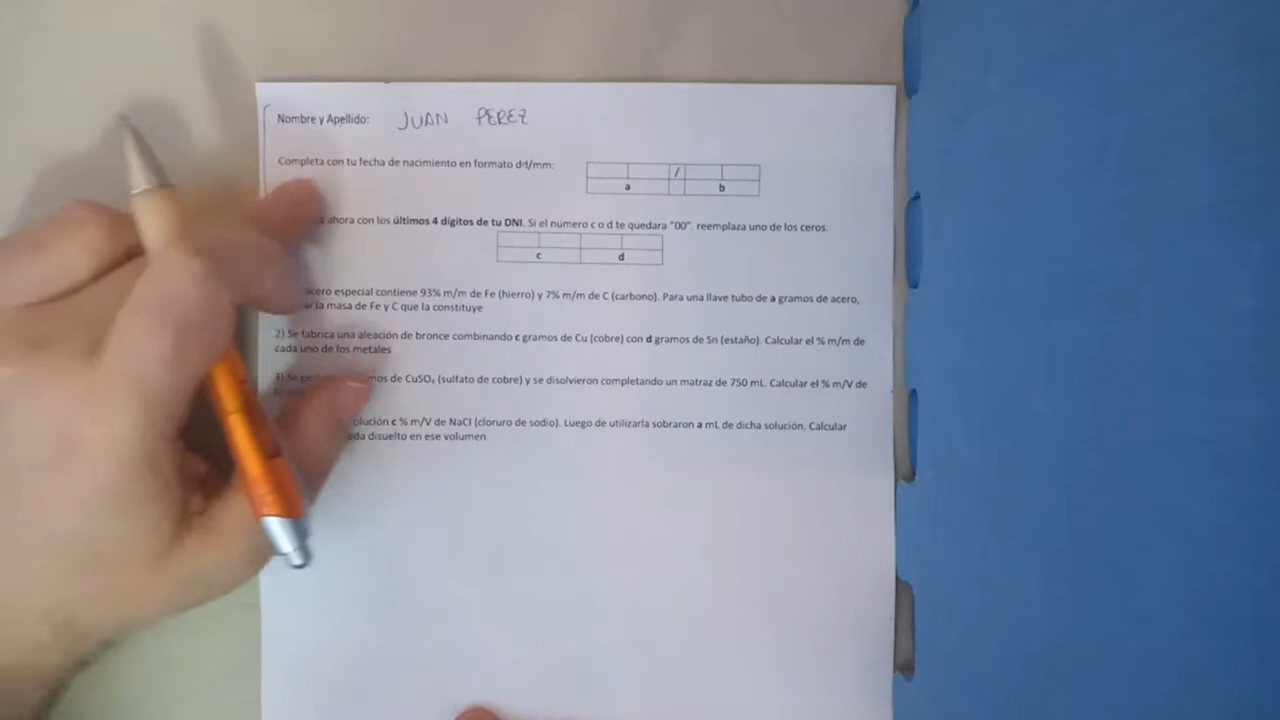 Nombre y Apellido: JUAN PEREZ
Completa con tu fecha de nacimiento en formato dd/mm:
/
a b
ahora con los últimos 4 dígitos de tu DNI. Si el número c o d te quedara "00", reemplaza uno de los ceros.
c d
acero especial contiene 93% m/m de Fe (hierro) y 7% m/m de C (carbono). Para una llave tubo de a gramos de acero,
la masa de Fe y C que la constituye
2) Se fabrica una aleación de bronce combinando c gramos de Cu (cobre) con d gramos de Sn (estaño). Calcular el % m/m de
cada uno de los metales
3) Se de CuSO₄ (sulfato de cobre) y se disolvieron completando un matraz de 750 mL. Calcular el % m/V de
c % m/V de NaCl (cloruro de sodio). Luego de utilizarla sobraron a mL de dicha solución. Calcular
disuelto en ese volumen